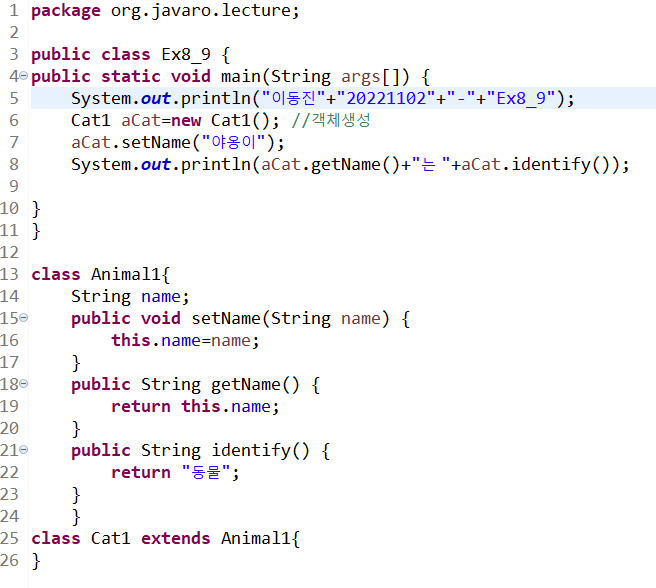 1 package org.javaro.lecture;
2
3 public class Ex8_9 {
4 public static void main(String args[]) {
5     System.out.println("이동진"+"20221102"+"-"+"Ex8_9");
6     Cat1 aCat=new Cat1(); //객체생성
7     aCat.setName("야옹이");
8     System.out.println(aCat.getName()+"는 "+aCat.identify());
9
10 }
11 }
12
13 class Animal1{
14     String name;
15     public void setName(String name) {
16         this.name=name;
17     }
18     public String getName() {
19         return this.name;
20     }
21     public String identify() {
22         return "동물";
23     }
24     }
25 class Cat1 extends Animal1{
26 }